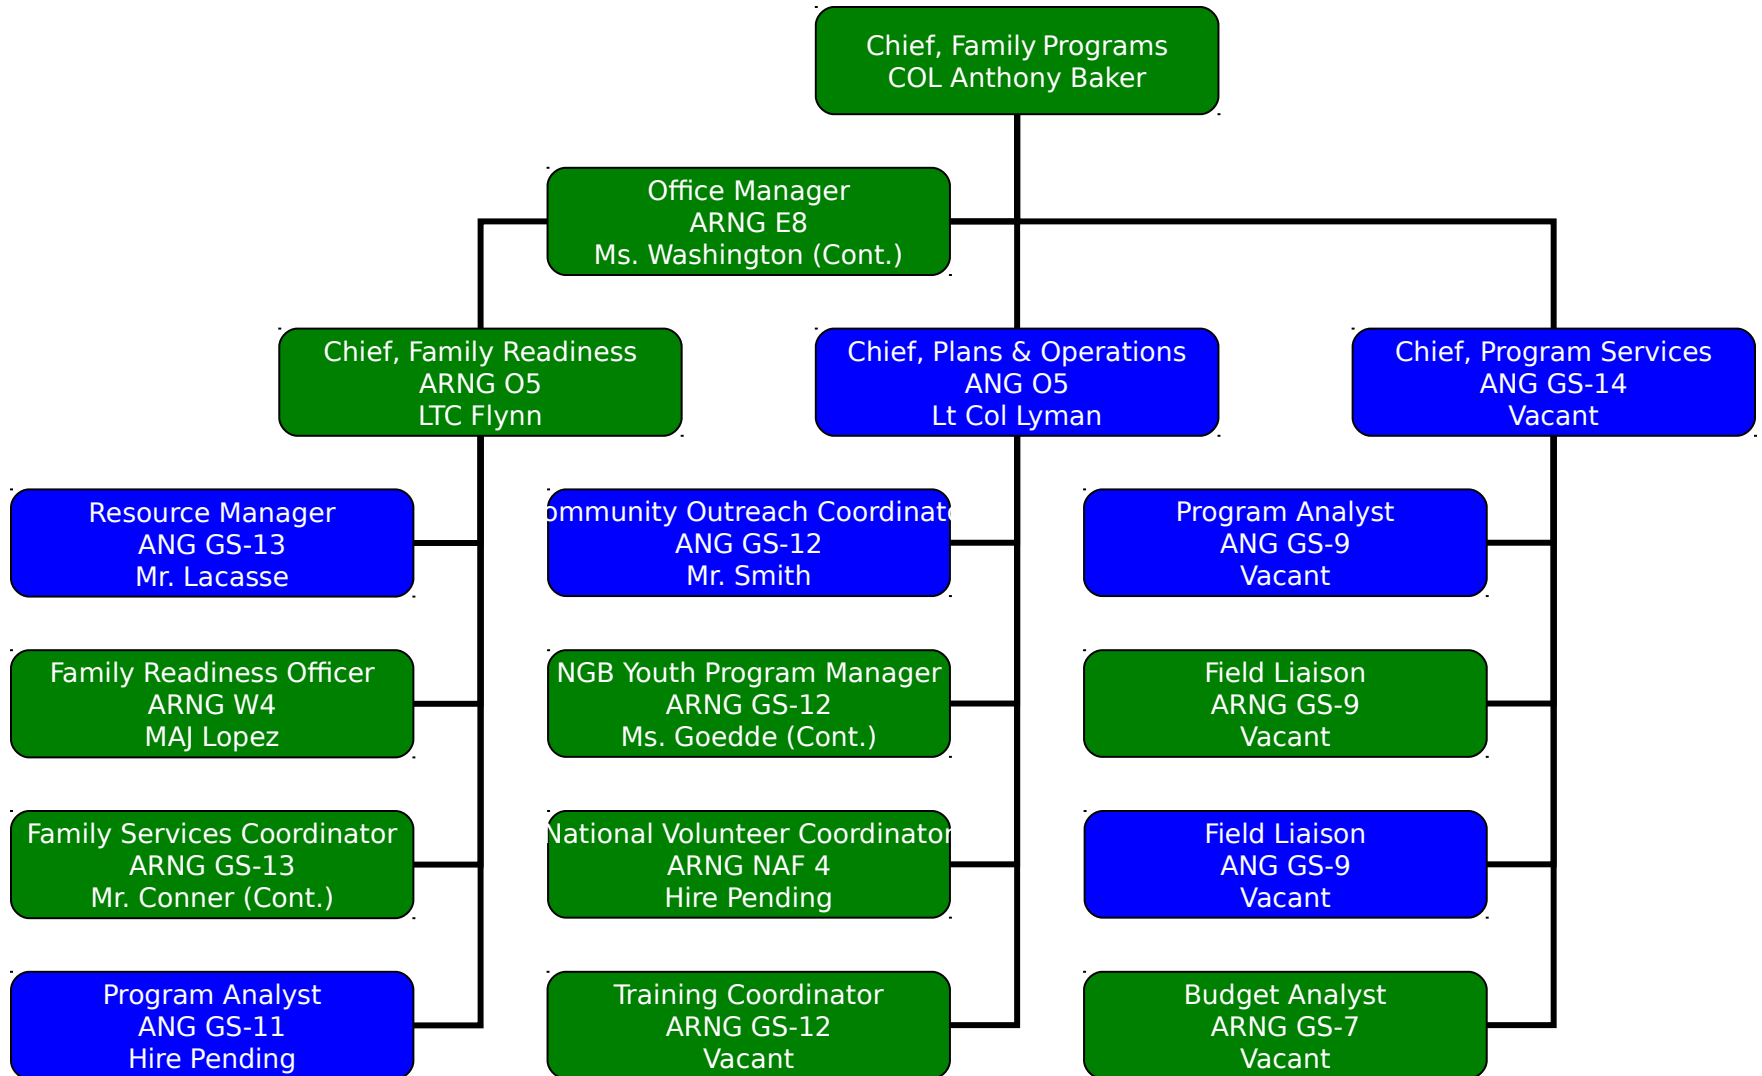 Chief, Family Programs
COL Anthony Baker
Office Manager
ARNG E8
Ms. Washington (Cont.)
Chief, Family Readiness
ARNG O5
LTC Flynn
Chief, Plans & Operations
ANG O5
Lt Col Lyman
Chief, Program Services
ANG GS-14
Vacant
Resource Manager
ANG GS-13
Mr. Lacasse
ommunity Outreach Coordinato
ANG GS-12
Mr. Smith
Program Analyst
ANG GS-9
Vacant
Family Readiness Officer
ARNG W4
MAJ Lopez
NGB Youth Program Manager
ARNG GS-12
Ms. Goedde (Cont.)
Field Liaison
ARNG GS-9
Vacant
Family Services Coordinator
ARNG GS-13
Mr. Conner (Cont.)
National Volunteer Coordinator
ARNG NAF 4
Hire Pending
Field Liaison
ANG GS-9
Vacant
Program Analyst
ANG GS-11
Hire Pending
Training Coordinator
ARNG GS-12
Vacant
Budget Analyst
ARNG GS-7
Vacant